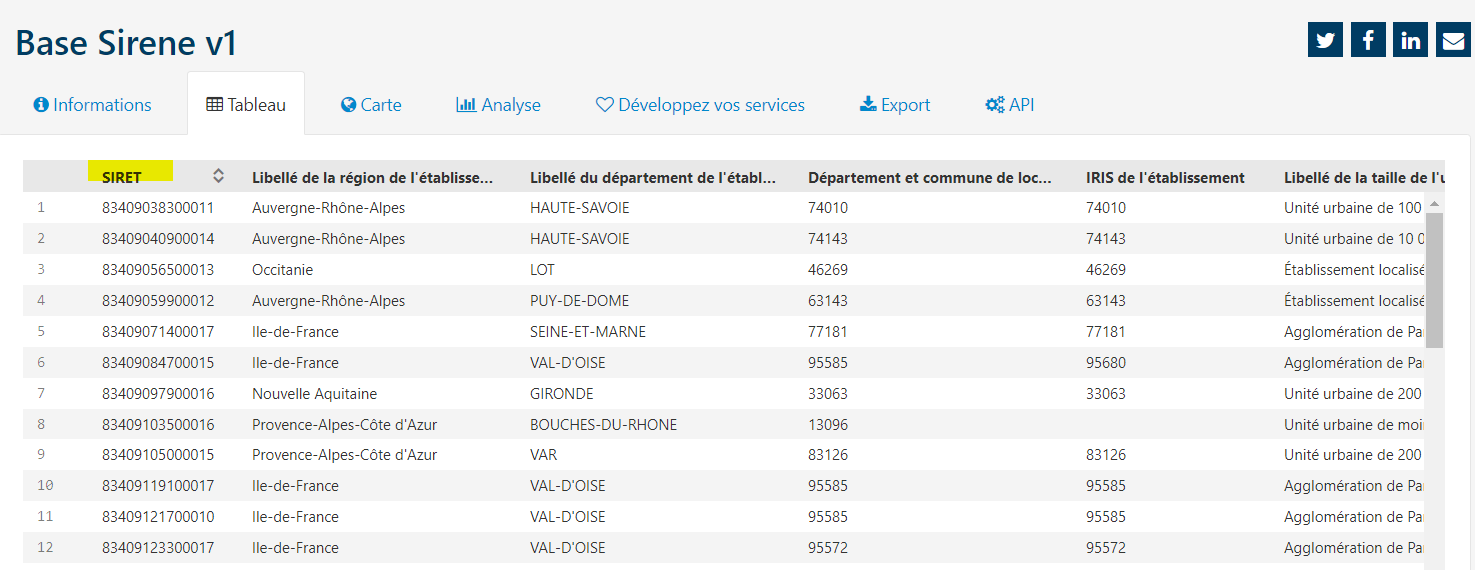 Base Sirene v1
Informations Tableau Carte Analyse Développez vos services Export API
SIRET Libellé de la région de l'établisse... Libellé du département de l'établ... Département et commune de loc... IRIS de l'établissement Libellé de la taille de l'u
1 83409038300011 Auvergne-Rhône-Alpes HAUTE-SAVOIE 74010 74010 Unité urbaine de 100
2 83409040900014 Auvergne-Rhône-Alpes HAUTE-SAVOIE 74143 74143 Unité urbaine de 10 0
3 83409056500013 Occitanie LOT 46269 46269 Établissement localisé
4 83409059900012 Auvergne-Rhône-Alpes PUY-DE-DOME 63143 63143 Établissement localisé
5 83409071400017 Ile-de-France SEINE-ET-MARNE 77181 77181 Agglomération de Pa
6 83409084700015 Ile-de-France VAL-D'OISE 95585 95680 Agglomération de Pa
7 83409097900016 Nouvelle Aquitaine GIRONDE 33063 33063 Unité urbaine de 200
8 83409103500016 Provence-Alpes-Côte d'Azur BOUCHES-DU-RHONE 13096 Unité urbaine de moi
9 83409105000015 Provence-Alpes-Côte d'Azur VAR 83126 83126 Unité urbaine de 200
10 83409119100017 Ile-de-France VAL-D'OISE 95585 95585 Agglomération de Pa
11 83409121700010 Ile-de-France VAL-D'OISE 95585 95585 Agglomération de Pa
12 83409123300017 Ile-de-France VAL-D'OISE 95572 95572 Agglomération de Pa